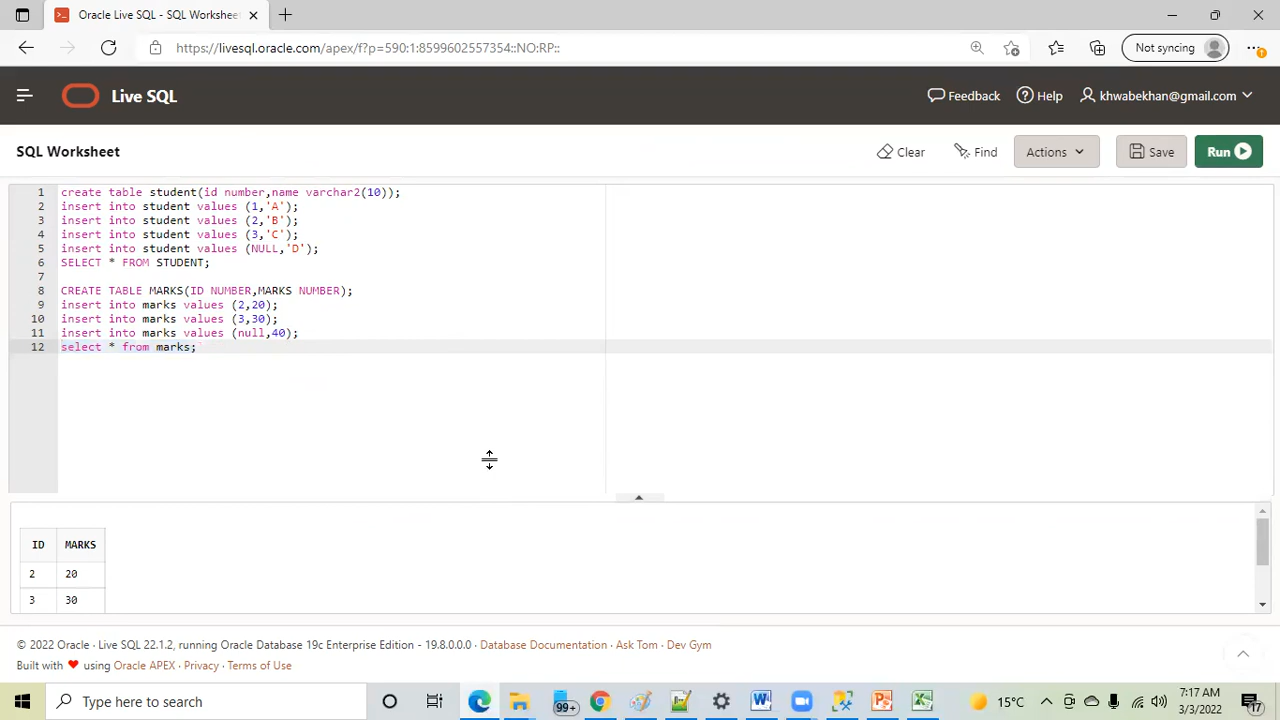 Oracle Live SQL - SQL Worksheet
https://livesql.oracle.com/apex/f?p=590:1:8599602557354::NO:RP::
Not syncing
Live SQL
Feedback
Help
khwabekhan@gmail.com
SQL Worksheet
Clear
Find
Actions
Save
Run
1 create table student(id number,name varchar2(10));
2 insert into student values (1,'A');
3 insert into student values (2,'B');
4 insert into student values (3,'C');
5 insert into student values (NULL,'D');
6 SELECT * FROM STUDENT;
7
8 CREATE TABLE MARKS(ID NUMBER,MARKS NUMBER);
9 insert into marks values (2,20);
10 insert into marks values (3,30);
11 insert into marks values (null,40);
12 select * from marks;
ID MARKS
2 20
3 30
© 2022 Oracle · Live SQL 22.1.2, running Oracle Database 19c Enterprise Edition - 19.8.0.0.0 · Database Documentation · Ask Tom · Dev Gym
Built with ❤ using Oracle APEX · Privacy · Terms of Use
Type here to search
99+
15°C
7:17 AM
3/3/2022
17